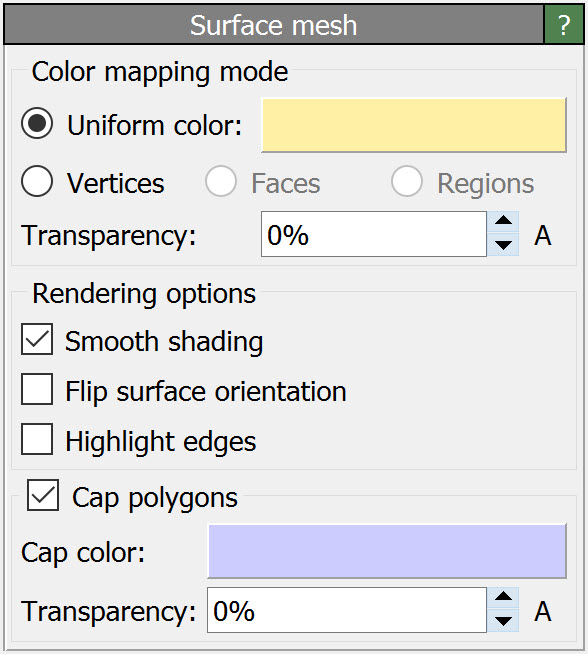 Surface mesh ?
Color mapping mode
Uniform color:
Vertices Faces Regions
Transparency: 0% A
Rendering options
Smooth shading
Flip surface orientation
Highlight edges
Cap polygons
Cap color:
Transparency: 0% A